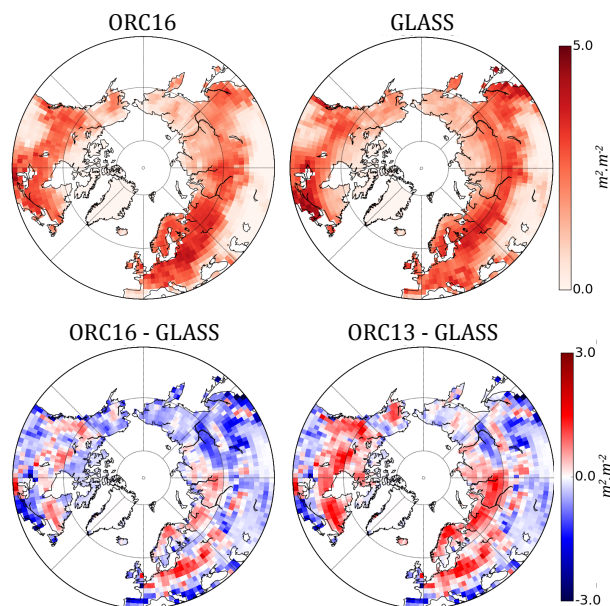 ORC16
GLASS
5.0
m².m⁻²
0.0
ORC16 - GLASS
ORC13 - GLASS
3.0
0.0
m².m⁻²
-3.0